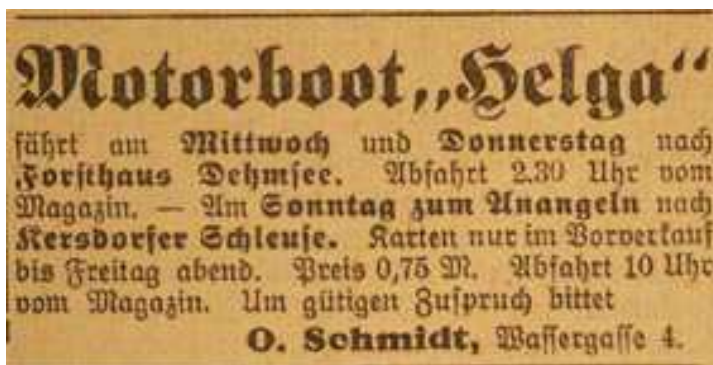 Motorboot „Helga“
fährt am Mittwoch und Donnerstag nach
Forsthaus Dehmsee. Abfahrt 2.30 Uhr vom
Magazin. — Am Sonntag zum Anangeln nach
Kersdorfer Schleuse. Karten nur im Vorverkauf
bis Freitag abend. Preis 0,75 M. Abfahrt 10 Uhr
vom Magazin. Um gütigen Zuspruch bittet
O. Schmidt, Wassergasse 4.